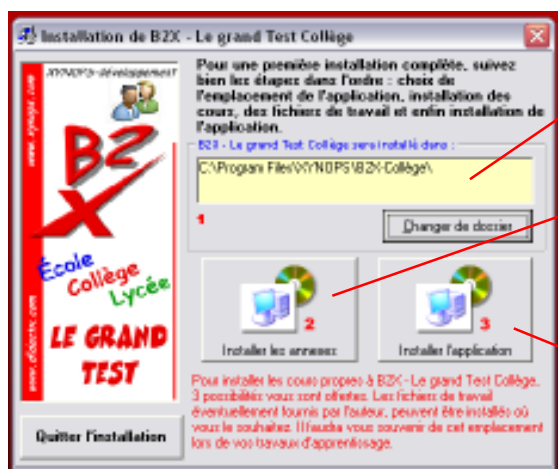 Installation de B2X - Le grand Test Collège
XYNOPS-développement
www.xynops.com
B2X
École
Collège
Lycée
LE GRAND
TEST
www.didactx.com
Quitter l'installation
Pour une première installation complète, suivez
bien les étapes dans l'ordre : choix de
l'emplacement de l'application, installation des
cours, des fichiers de travail et enfin installation de
l'application.
B2X - Le grand Test Collège sera installé dans :
C:\Program Files\XYNOPS\B2X-Collège\
1
Changer de dossier
2
Installer les annexes
3
Installer l'application
Pour installer les cours propres à B2X - Le grand Test Collège,
3 possibilités vous sont offertes. Les fichiers de travail
éventuellement fournis par l'auteur, peuvent être installés où
vous le souhaitez. Il faudra vous souvenir de cet emplacement
lors de vos travaux d'apprentissage.